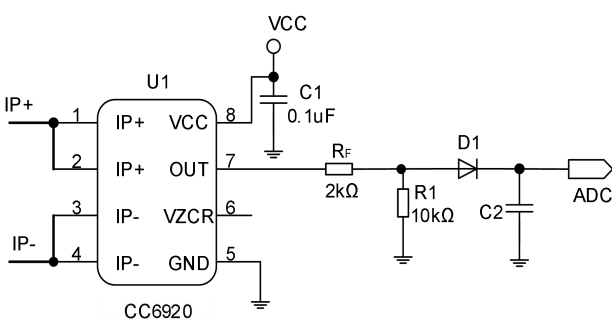 VCC
U1
C1
0.1uF
IP+
1 IP+ VCC 8
2 IP+ OUT 7
RF
2kΩ
D1
R1
10kΩ
C2
ADC
3 IP- VZCR 6
IP-
4 IP- GND 5
CC6920